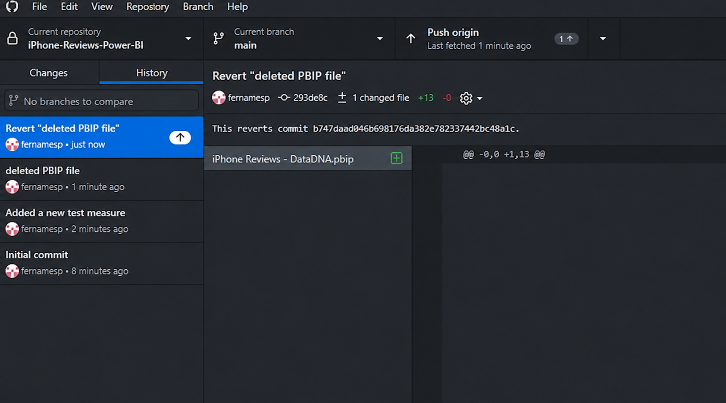 File Edit View Repository Branch Help
Current repository
iPhone-Reviews-Power-BI
Current branch
main
Push origin
Last fetched 1 minute ago
1
Changes
History
No branches to compare
Revert "deleted PBIP file"
fernamesp • just now
deleted PBIP file
fernamesp • 1 minute ago
Added a new test measure
fernamesp • 2 minutes ago
Initial commit
fernamesp • 8 minutes ago
Revert "deleted PBIP file"
fernamesp 293de8c 1 changed file +13 -0
This reverts commit b747daad046b698176da382e782337442bc48a1c.
iPhone Reviews - DataDNA.pbip
@@ -0,0 +1,13 @@